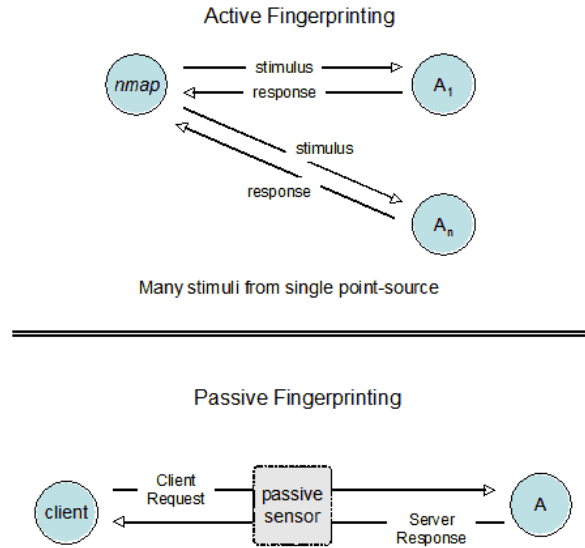 Active Fingerprinting
nmap
stimulus
response
A1
stimulus
response
An
Many stimuli from single point-source
Passive Fingerprinting
client
Client
Request
passive
sensor
Server
Response
A